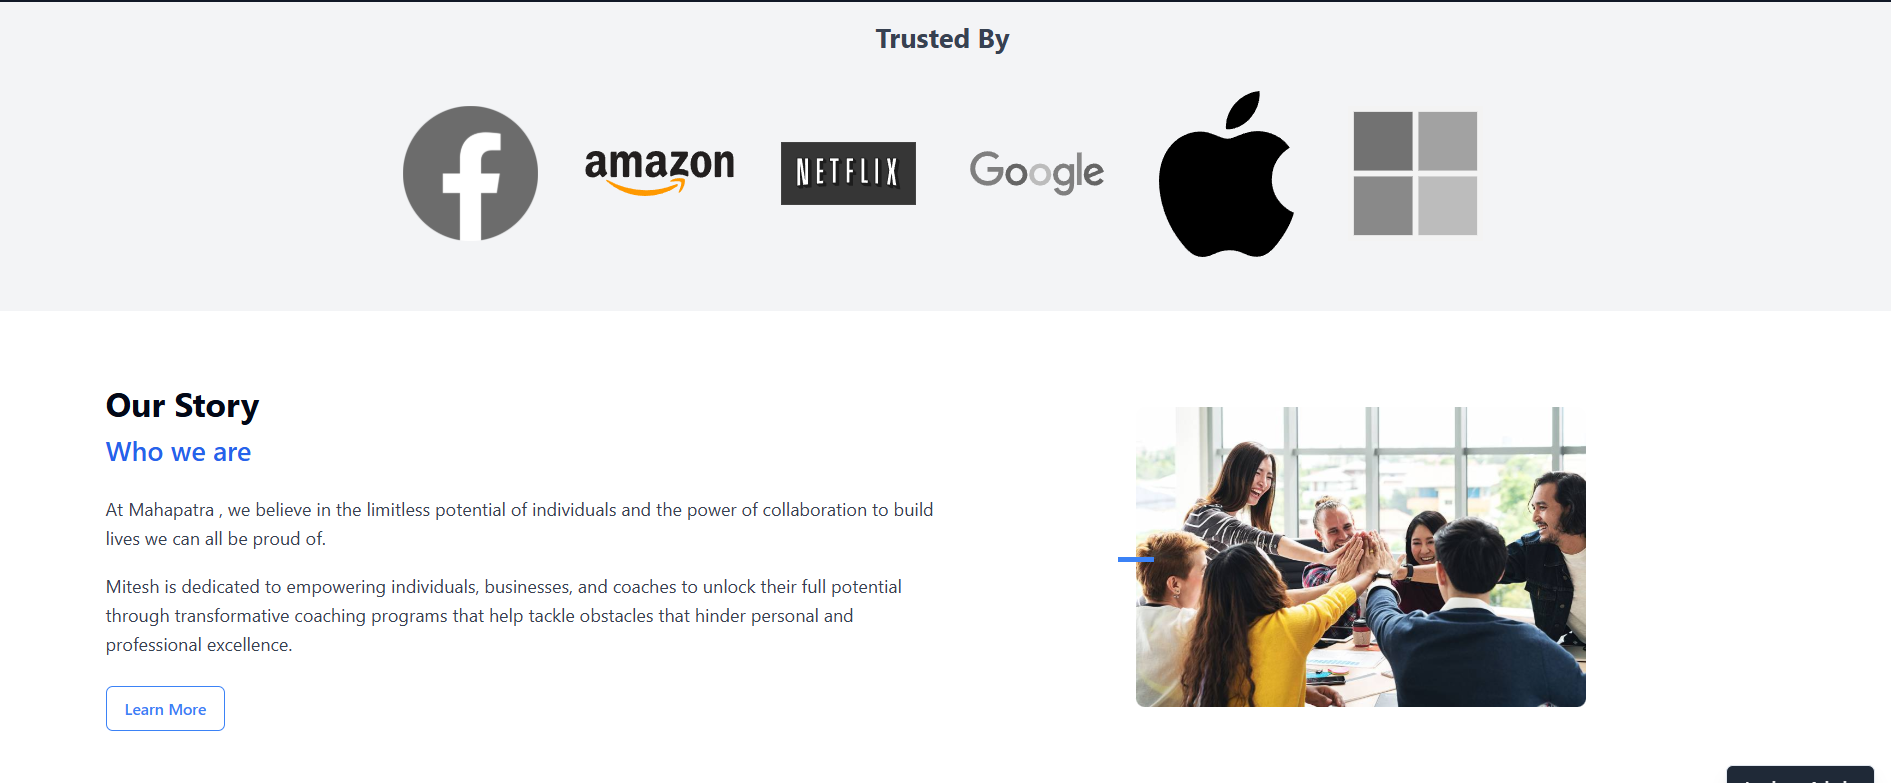 Trusted By
amazon
NETFLIX
Google
Our Story
Who we are
At Mahapatra , we believe in the limitless potential of individuals and the power of collaboration to build
lives we can all be proud of.
Mitesh is dedicated to empowering individuals, businesses, and coaches to unlock their full potential
through transformative coaching programs that help tackle obstacles that hinder personal and
professional excellence.
Learn More